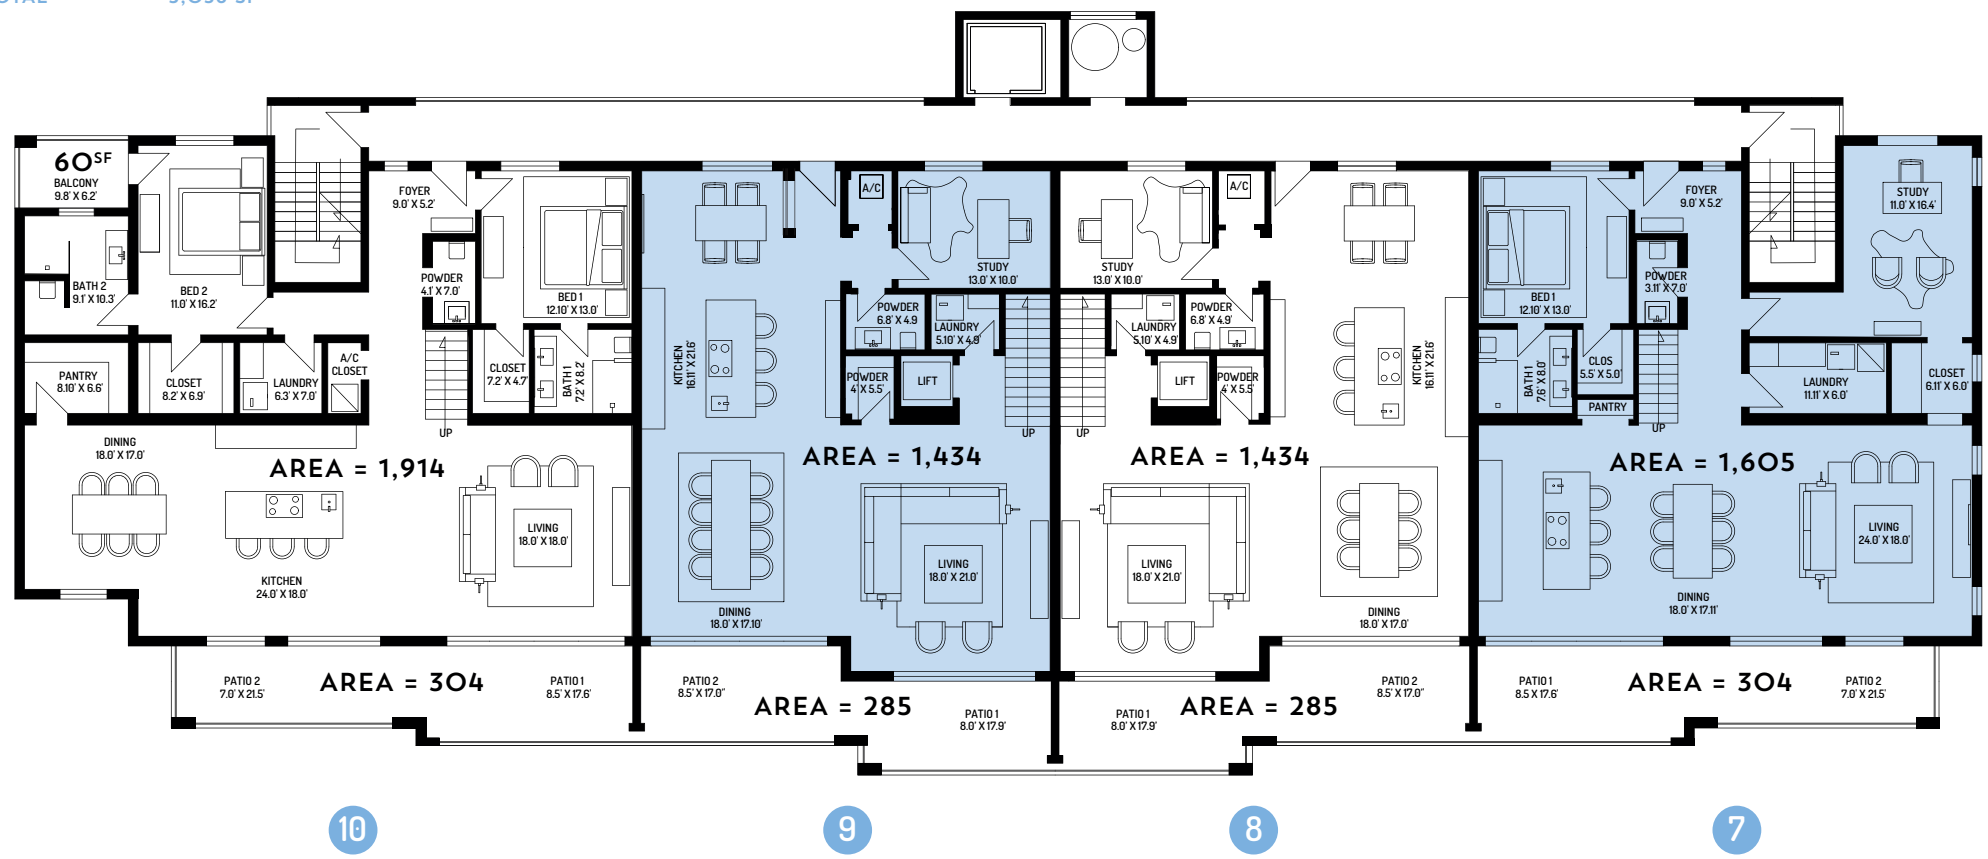 60 SF
BALCONY
9.8' X 6.2'
BATH 2
9.1' X 10.3'
BED 2
11.0' X 16.2'
FOYER
9.0' X 5.2'
POWDER
4.1' X 7.0'
BED 1
12.10' X 13.0'
PANTRY
8.10' X 6.6'
CLOSET
8.2' X 6.9'
LAUNDRY
6.3' X 7.0'
A/C
CLOSET
UP
CLOSET
7.2' X 4.7'
BATH 1
7.2' X 8.2'
DINING
18.0' X 17.0'
AREA = 1,914
KITCHEN
24.0' X 18.0'
LIVING
18.0' X 18.0'
PATIO 2
7.0' X 21.5'
AREA = 304
PATIO 1
8.5' X 17.6'
10
A/C
STUDY
13.0' X 10.0'
KITCHEN
16.11' X 21.6'
POWDER
6.8' X 4.9
LAUNDRY
5.10' X 4.9'
POWDER
4' X 5.5'
LIFT
UP
AREA = 1,434
LIVING
18.0' X 21.0'
DINING
18.0' X 17.10'
PATIO 2
8.5' X 17.0"
AREA = 285
PATIO 1
8.0' X 17.9'
9
A/C
STUDY
13.0' X 10.0'
LAUNDRY
5.10' X 4.9'
POWDER
6.8' X 4.9'
LIFT
POWDER
4' X 5.5'
KITCHEN
16.11' X 21.6'
UP
AREA = 1,434
LIVING
18.0' X 21.0'
DINING
18.0' X 17.0'
PATIO 1
8.0' X 17.9'
AREA = 285
PATIO 2
8.5' X 17.0"
8
BED 1
12.10' X 13.0'
FOYER
9.0' X 5.2'
POWDER
3.11' X 7.0'
STUDY
11.0' X 16.4'
BATH 1
7.6' X 8.0'
CLOS
5.5' X 5.0'
PANTRY
UP
LAUNDRY
11.11' X 6.0'
CLOSET
6.11' X 6.0'
AREA = 1,605
LIVING
24.0' X 18.0'
DINING
18.0' X 17.11'
PATIO 1
8.5 X 17.6'
AREA = 304
PATIO 2
7.0' X 21.5'
7